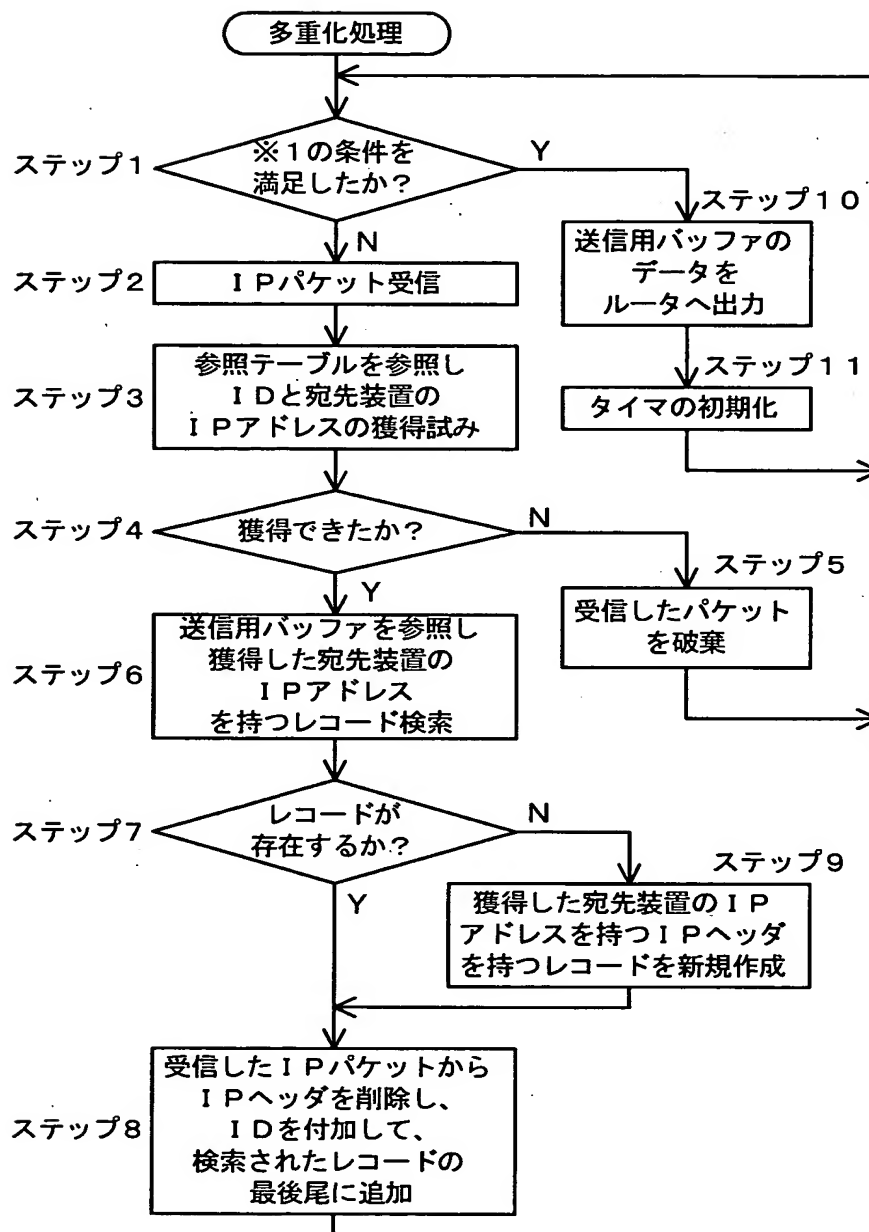 多重化処理
ステップ1
※1の条件を
満足したか？
Y
N
ステップ10
送信用バッファの
データを
ルータへ出力
ステップ2
IPパケット受信
ステップ11
タイマの初期化
ステップ3
参照テーブルを参照し
IDと宛先装置の
IPアドレスの獲得試み
ステップ4
獲得できたか？
N
Y
ステップ5
受信したパケット
を破棄
ステップ6
送信用バッファを参照し
獲得した宛先装置の
IPアドレス
を持つレコード検索
ステップ7
レコードが
存在するか？
N
Y
ステップ9
獲得した宛先装置のIP
アドレスを持つIPヘッダ
を持つレコードを新規作成
ステップ8
受信したIPパケットから
IPヘッダを削除し、
IDを付加して、
検索されたレコードの
最後尾に追加